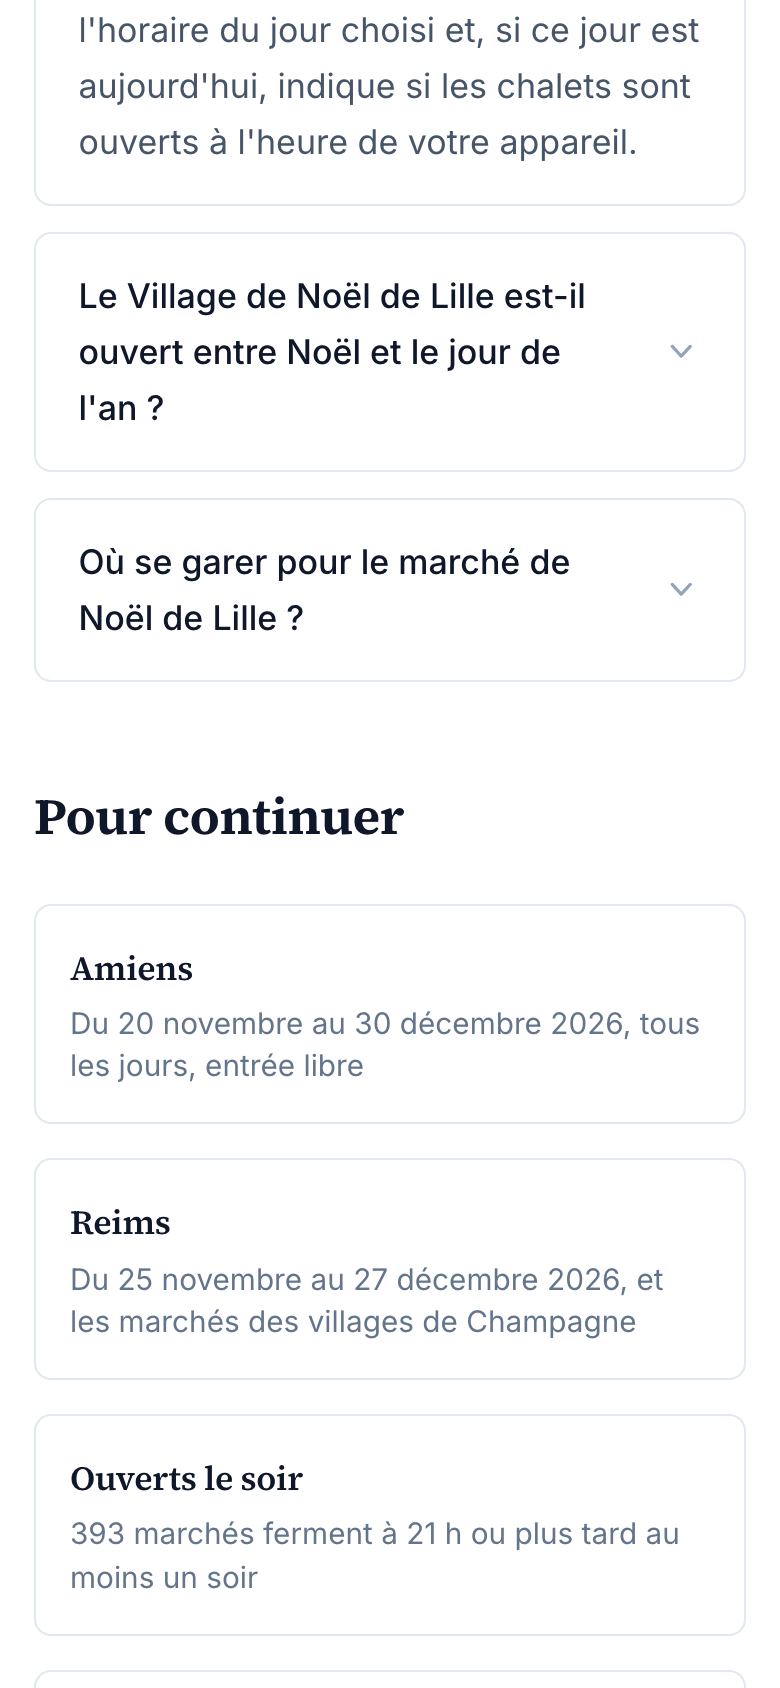 l'horaire du jour choisi et, si ce jour est
aujourd'hui, indique si les chalets sont
ouverts à l'heure de votre appareil.
Le Village de Noël de Lille est-il
ouvert entre Noël et le jour de
l'an ?
Où se garer pour le marché de
Noël de Lille ?
Pour continuer
Amiens
Du 20 novembre au 30 décembre 2026, tous
les jours, entrée libre
Reims
Du 25 novembre au 27 décembre 2026, et
les marchés des villages de Champagne
Ouverts le soir
393 marchés ferment à 21 h ou plus tard au
moins un soir